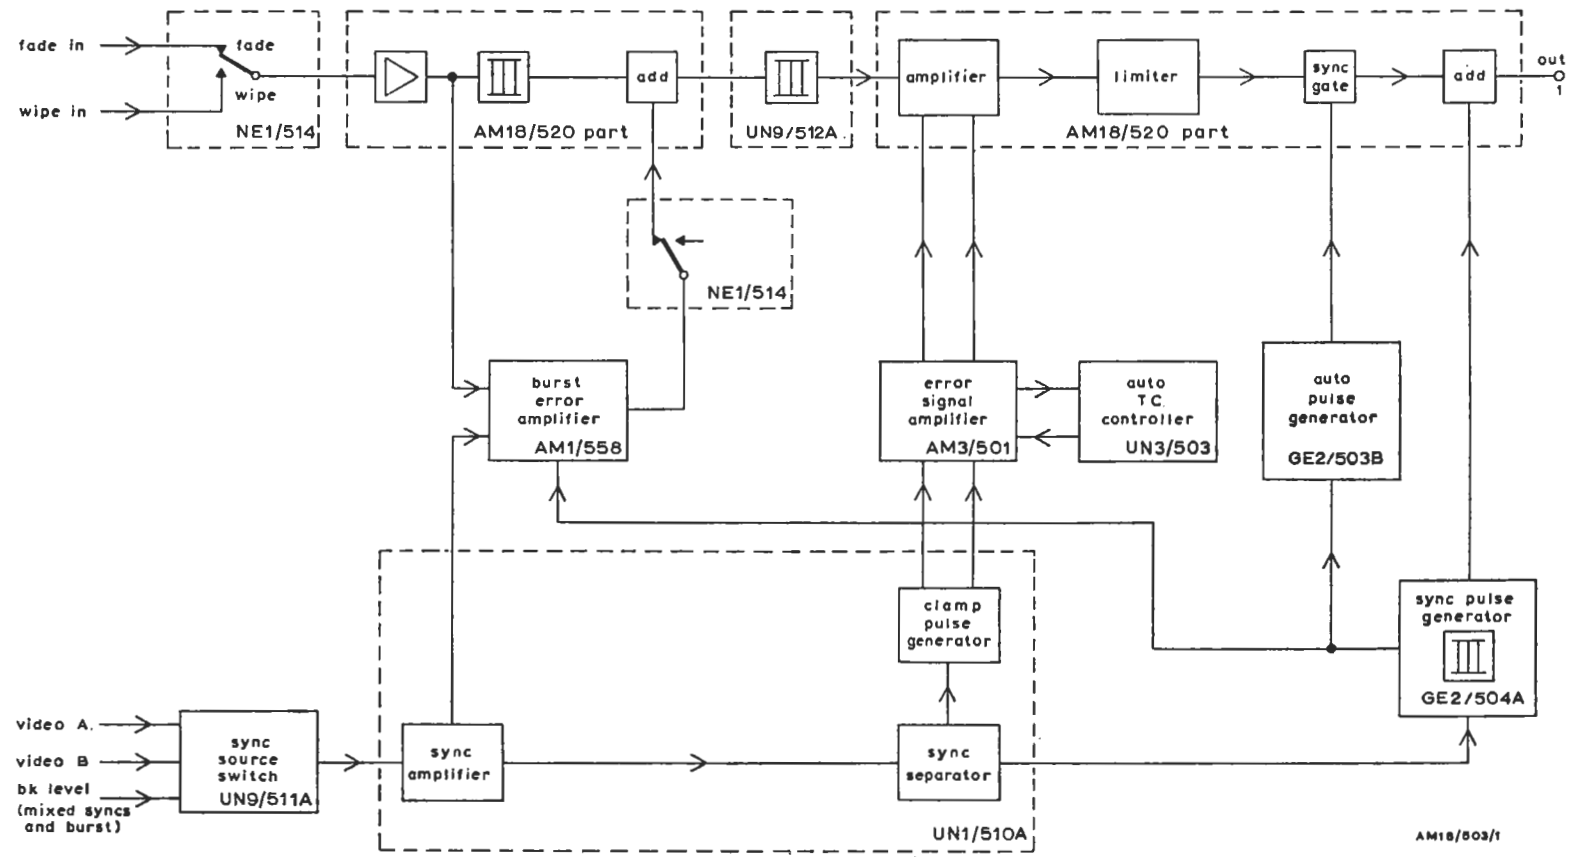 fade in
fade
wipe in
wipe
NE1/514
add
AM18/520 part
UN9/512A
amplifier
limiter
sync
gate
add
AM18/520 part
out
1
NE1/514
burst
error
amplifier
AM1/558
error
signal
amplifier
AM3/501
auto
T.C.
controller
UN3/503
auto
pulse
generator
GE2/503B
clamp
pulse
generator
sync pulse
generator
GE2/504A
video A.
video B
bk level
(mixed syncs
and burst)
sync
source
switch
UN9/511A
sync
amplifier
sync
separator
UN1/510A
AM18/503/1